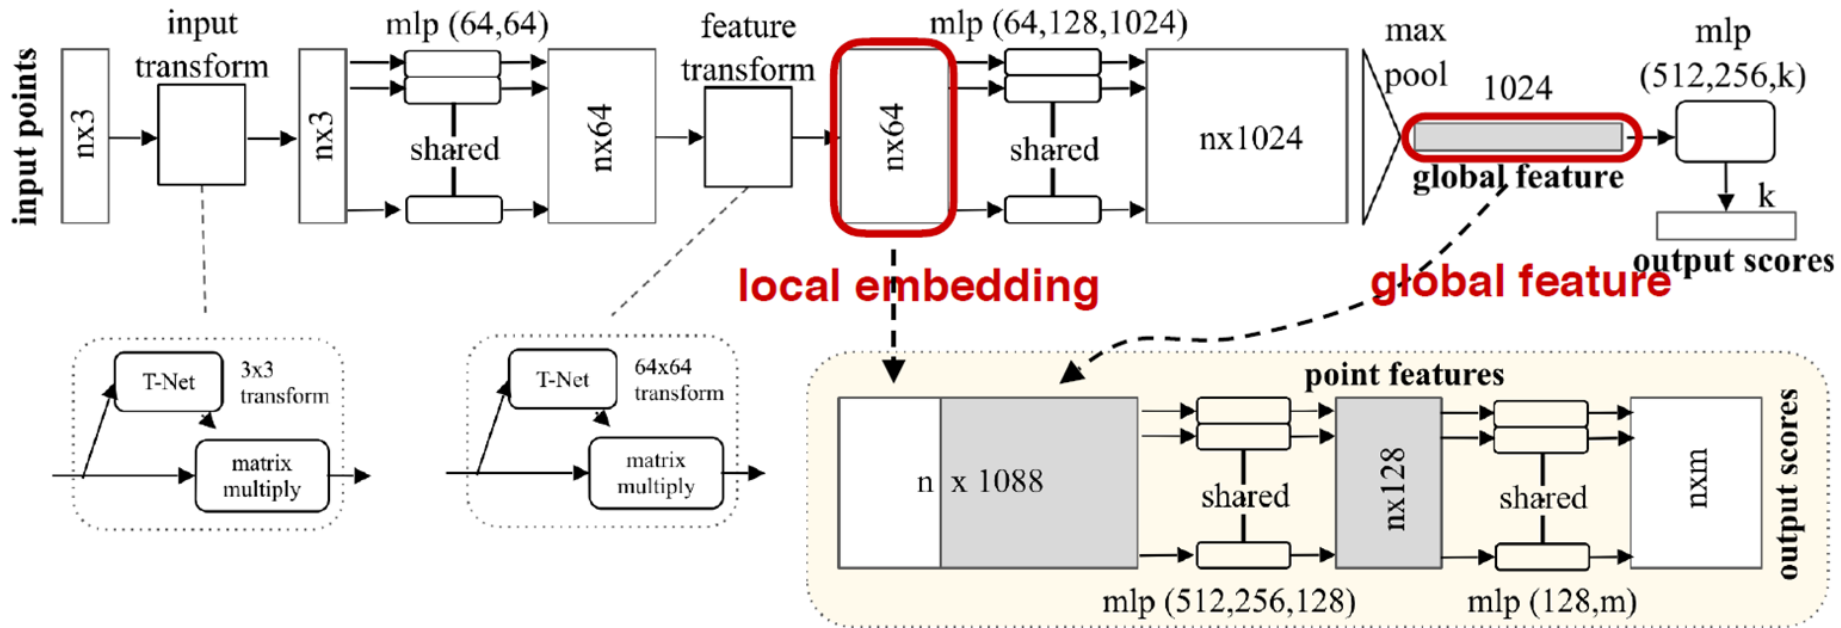 input points
nx3
input
transform
nx3
mlp (64,64)
shared
nx64
feature
transform
nx64
mlp (64,128,1024)
shared
nx1024
max
pool
1024
global feature
mlp
(512,256,k)
k
output scores
local embedding
global feature
T-Net
3x3
transform
matrix
multiply
T-Net
64x64
transform
matrix
multiply
point features
n x 1088
shared
mlp (512,256,128)
nx128
shared
mlp (128,m)
nxm
output scores